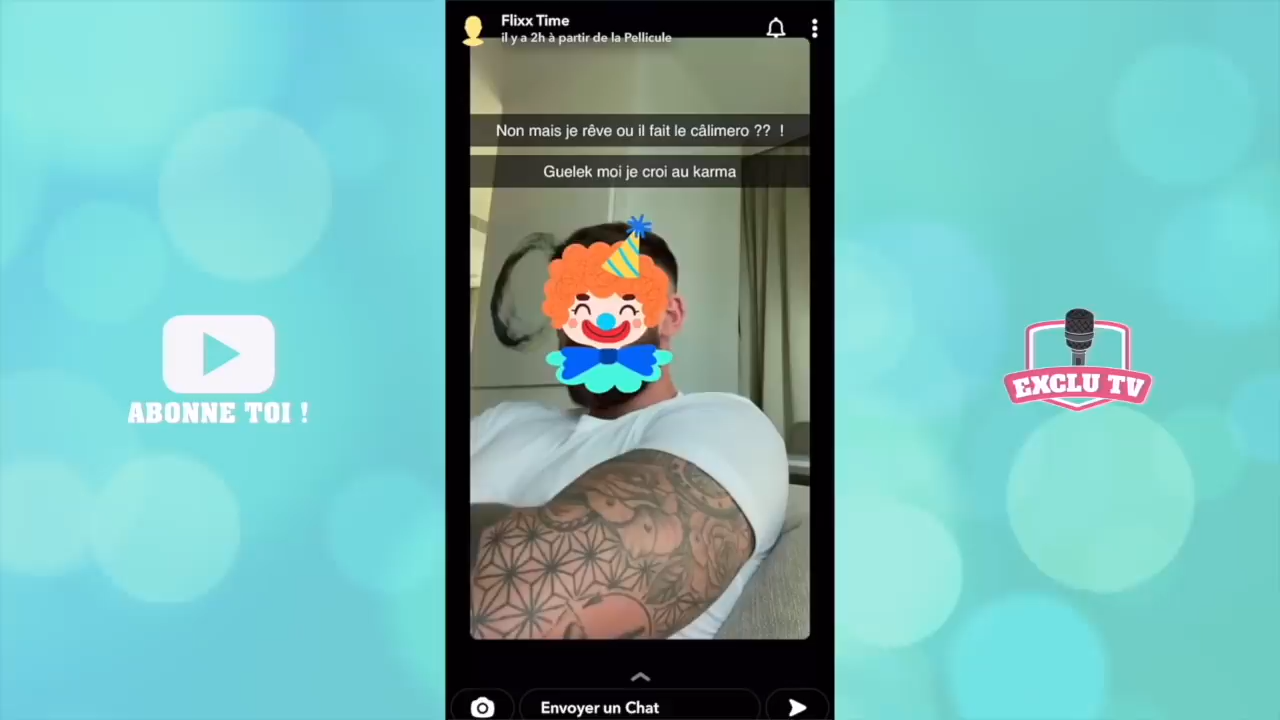 Flixx Time
il y a 2h à partir de la Pellicule
Non mais je rêve ou il fait le câlimero ??  !
Guelek moi je croi au karma
ABONNE TOI !
EXCLU TV
Envoyer un Chat